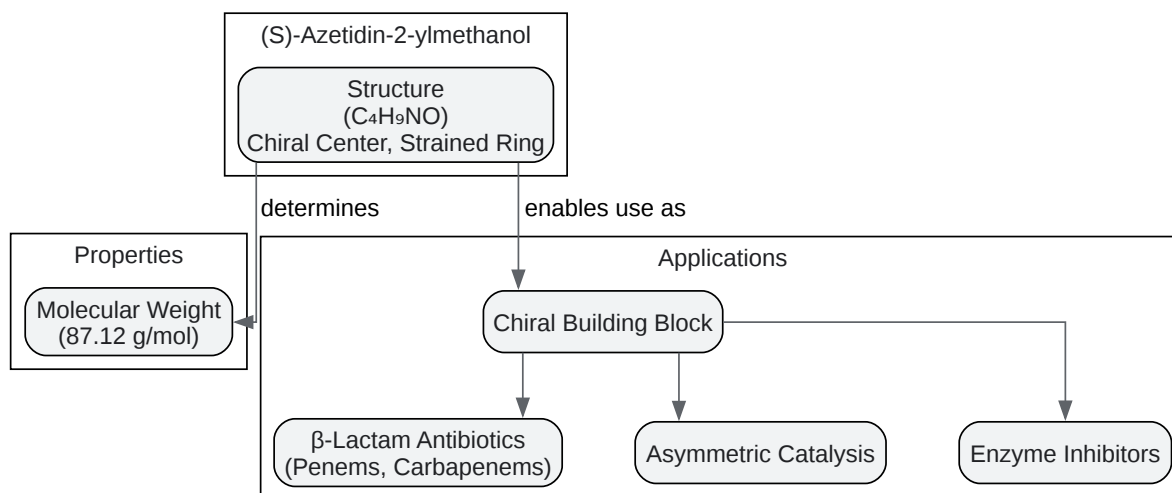 (S)-Azetidin-2-ylmethanol
Structure
(C₄H₉NO)
Chiral Center, Strained Ring
determines
enables use as
Properties
Molecular Weight
(87.12 g/mol)
Applications
Chiral Building Block
β-Lactam Antibiotics
(Penems, Carbapenems)
Asymmetric Catalysis
Enzyme Inhibitors